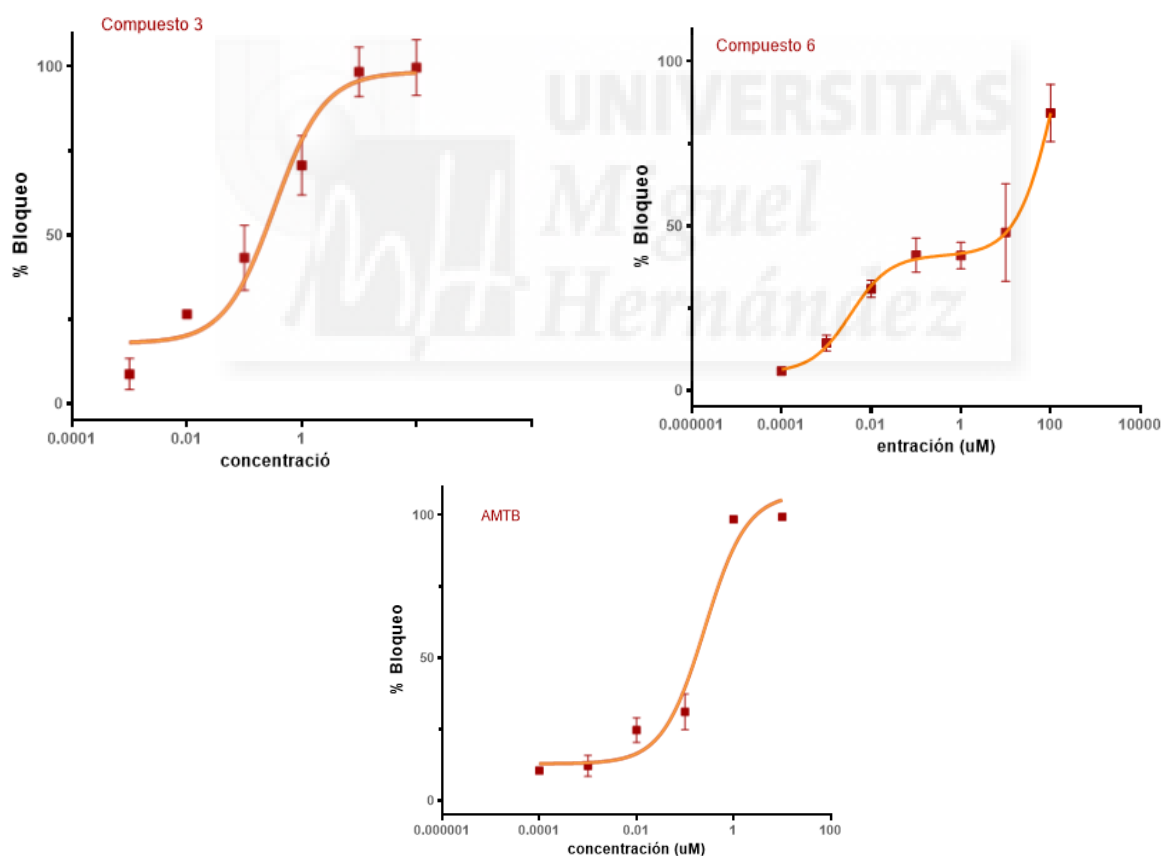 Compuesto 3
% Bloqueo
100
50
0
0.0001
0.01
1
concentració
Compuesto 6
% Bloqueo
100
50
0
0.000001
0.0001
0.01
1
100
10000
entración (uM)
UNIVERSITAS
Miguel
Hernández
AMTB
% Bloqueo
100
50
0
0.000001
0.0001
0.01
1
100
concentración (uM)